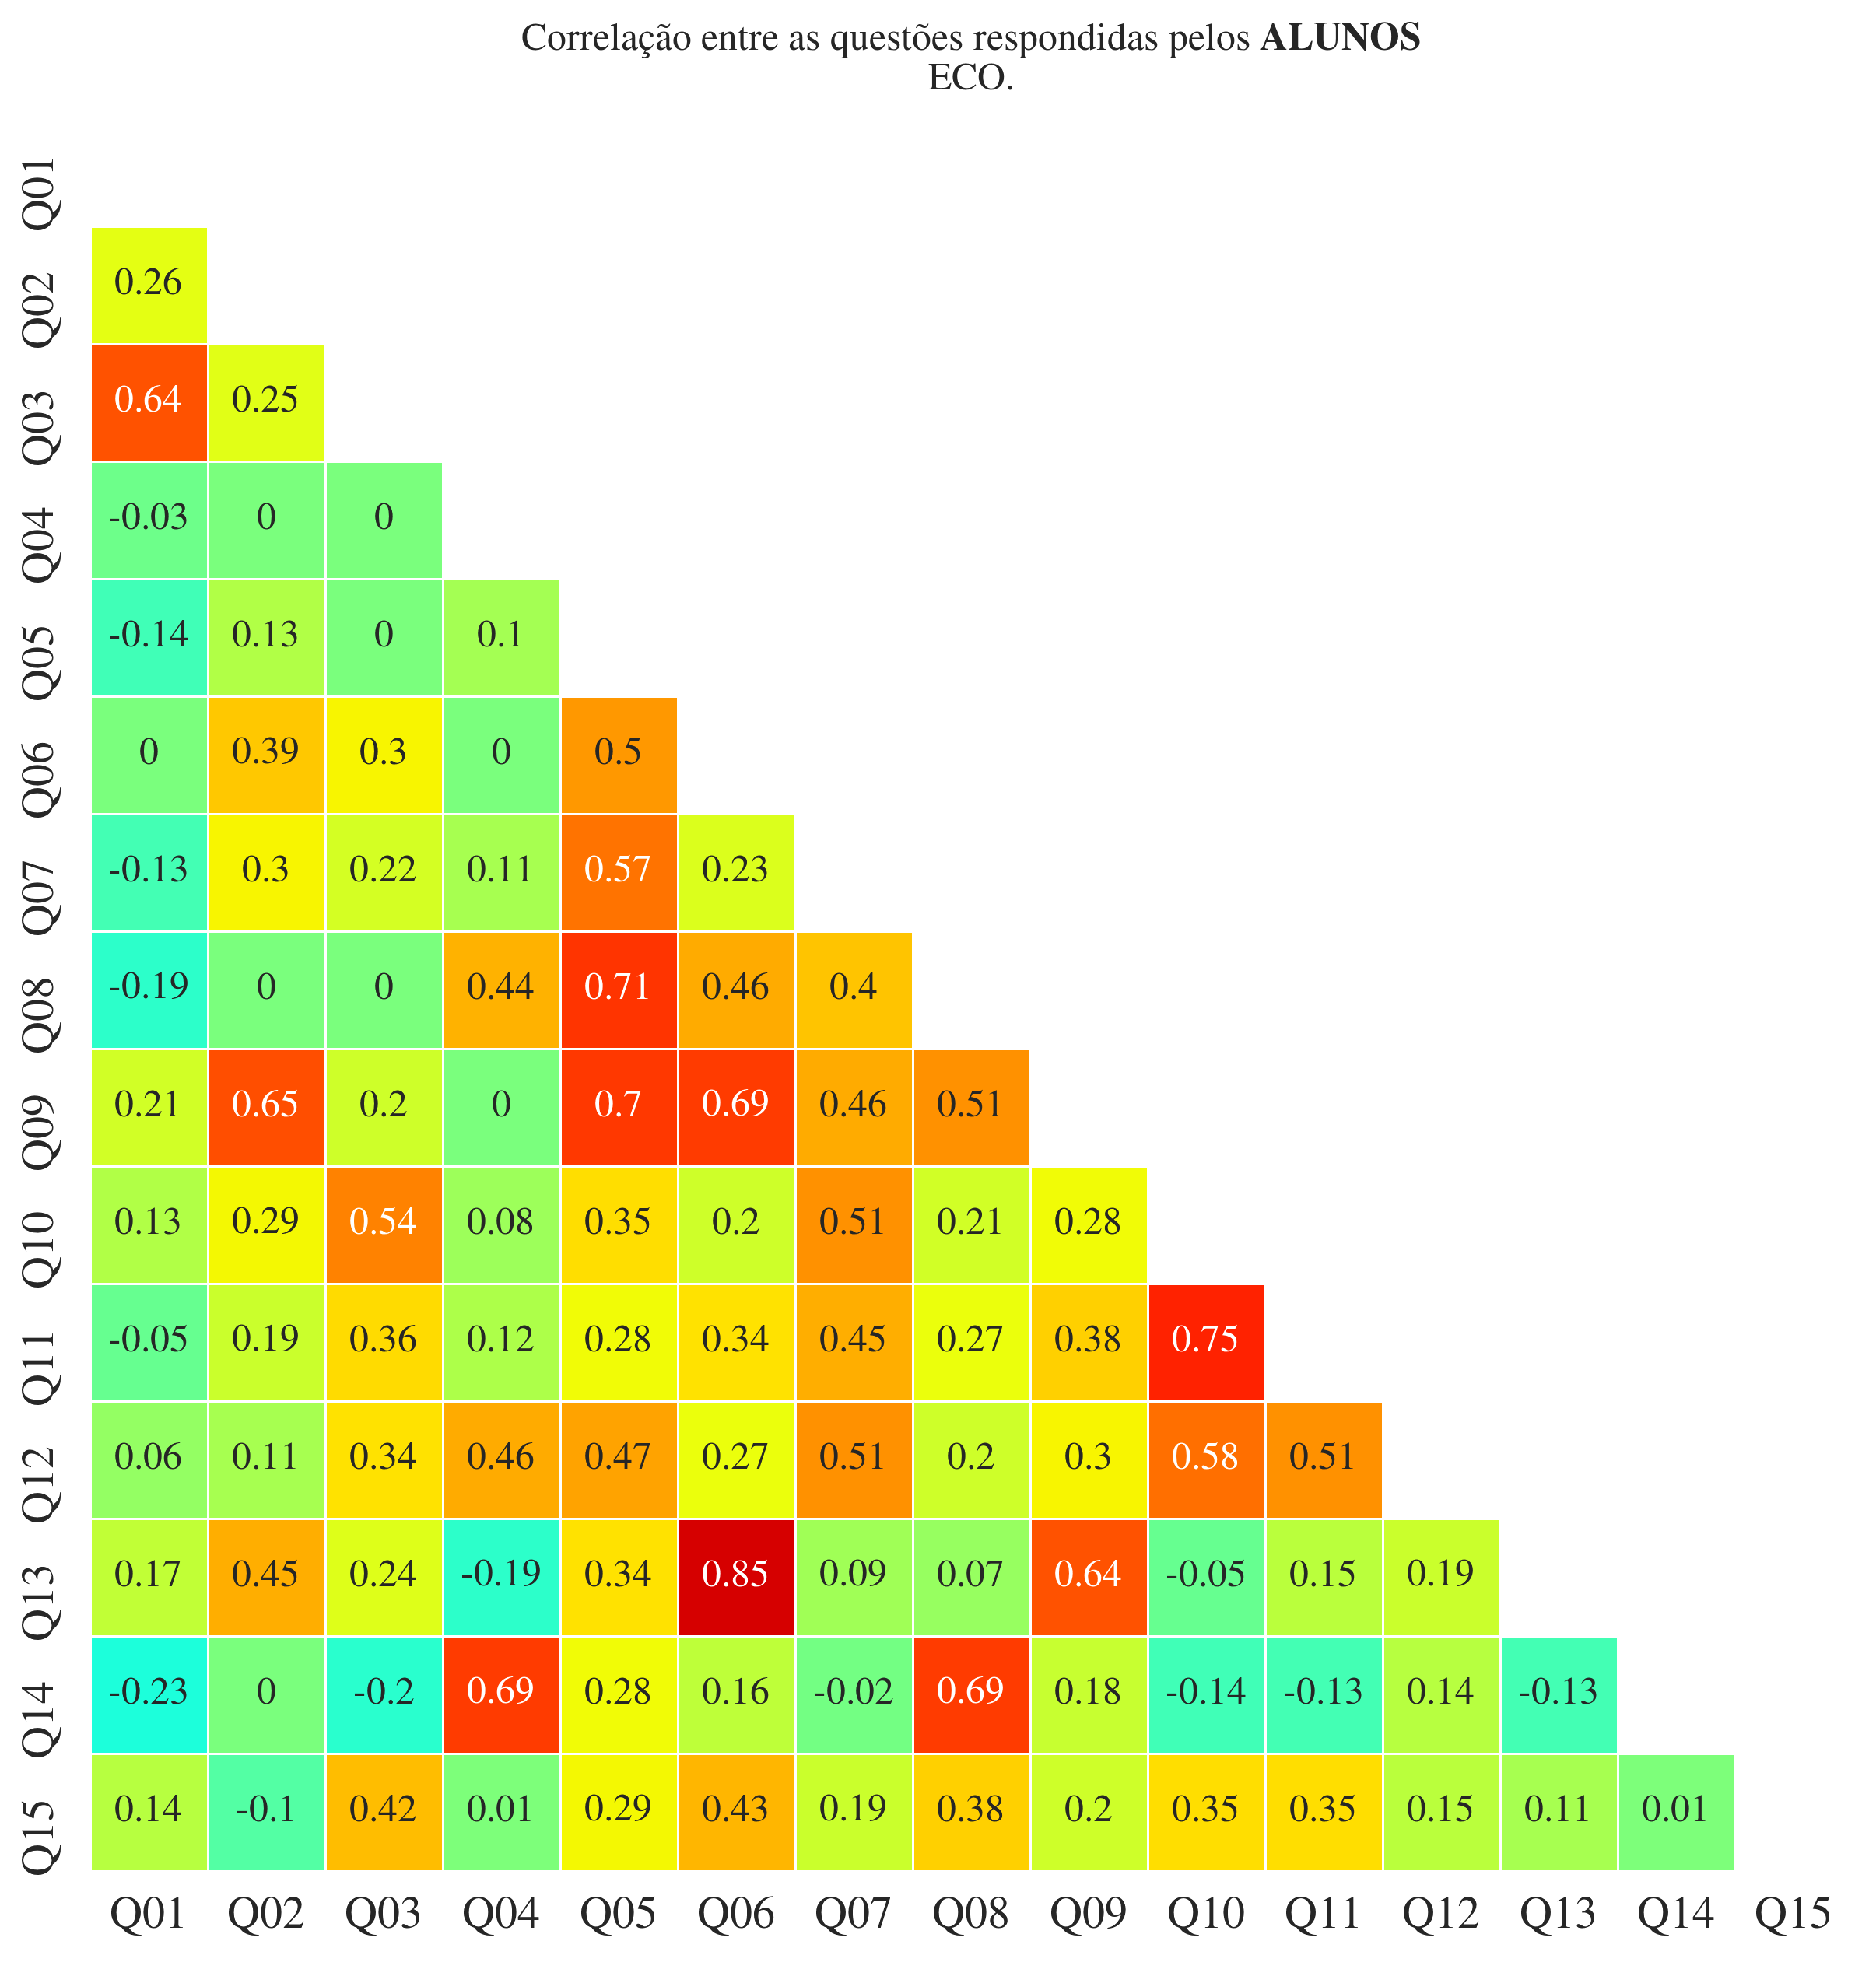 Correlação entre as questões respondidas pelos ALUNOS
ECO.
Q01
Q02 0.26
Q03 0.64 0.25
Q04 -0.03 0 0
Q05 -0.14 0.13 0 0.1
Q06 0 0.39 0.3 0 0.5
Q07 -0.13 0.3 0.22 0.11 0.57 0.23
Q08 -0.19 0 0 0.44 0.71 0.46 0.4
Q09 0.21 0.65 0.2 0 0.7 0.69 0.46 0.51
Q10 0.13 0.29 0.54 0.08 0.35 0.2 0.51 0.21 0.28
Q11 -0.05 0.19 0.36 0.12 0.28 0.34 0.45 0.27 0.38 0.75
Q12 0.06 0.11 0.34 0.46 0.47 0.27 0.51 0.2 0.3 0.58 0.51
Q13 0.17 0.45 0.24 -0.19 0.34 0.85 0.09 0.07 0.64 -0.05 0.15 0.19
Q14 -0.23 0 -0.2 0.69 0.28 0.16 -0.02 0.69 0.18 -0.14 -0.13 0.14 -0.13
Q15 0.14 -0.1 0.42 0.01 0.29 0.43 0.19 0.38 0.2 0.35 0.35 0.15 0.11 0.01
Q01 Q02 Q03 Q04 Q05 Q06 Q07 Q08 Q09 Q10 Q11 Q12 Q13 Q14 Q15